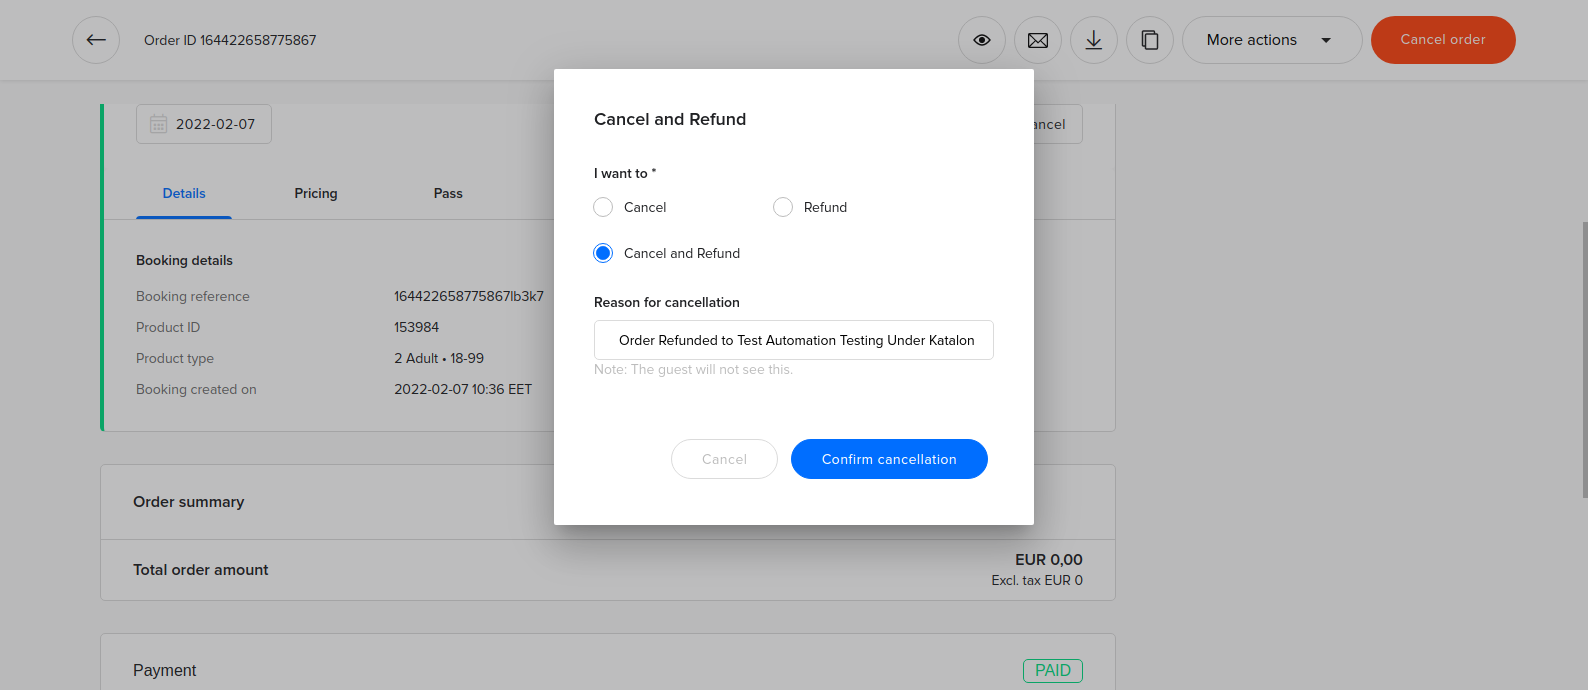 Order ID 164422658775867
More actions
Cancel order
2022-02-07
ancel
Details
Pricing
Pass
Booking details
Booking reference 164422658775867lb3k7
Product ID 153984
Product type 2 Adult • 18-99
Booking created on 2022-02-07 10:36 EET
Cancel and Refund
I want to *
Cancel
Refund
Cancel and Refund
Reason for cancellation
Order Refunded to Test Automation Testing Under Katalon
Note: The guest will not see this.
Cancel
Confirm cancellation
Order summary
Total order amount EUR 0,00
Excl. tax EUR 0
Payment PAID